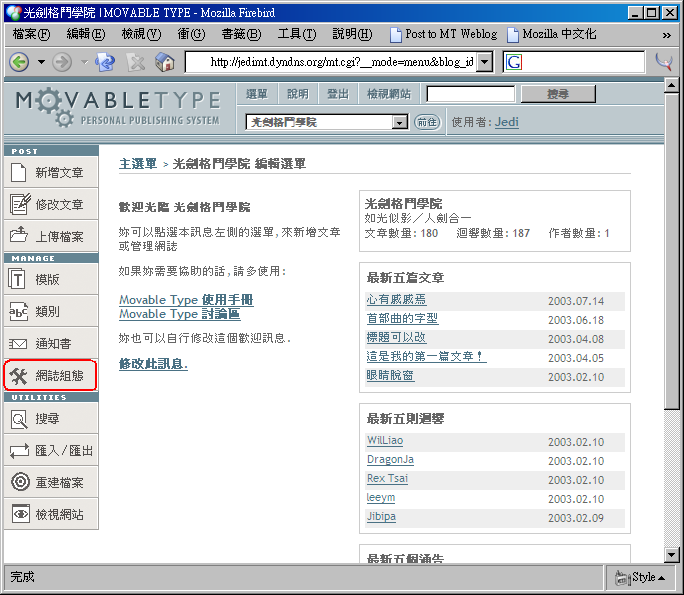 光劍格鬥學院 | MOVABLE TYPE - Mozilla Firebird
檔案(F) 編輯(E) 檢視(V) 衝(G) 書籤(B) 工具(T) 說明(H) Post to MT Weblog Mozilla 中文化 »
http://jedimt.dyndns.org/mt.cgi?__mode=menu&blog_id G
MOVABLETYPE
PERSONAL PUBLISHING SYSTEM
選單 說明 登出 檢視網站 搜尋
光劍格鬥學院 前往 使用者: Jedi
POST
新增文章
修改文章
上傳檔案
MANAGE
模版
類別
通知書
網誌組態
UTILITIES
搜尋
匯入/匯出
重建檔案
檢視網站
主選單 > 光劍格鬥學院 編輯選單
歡迎光臨 光劍格鬥學院
妳可以點選本訊息左側的選單,來新增文章
或管理網誌
如果妳需要協助的話,請多使用:
Movable Type 使用手冊
Movable Type 討論區
妳也可以自行修改這個歡迎訊息.
修改此訊息.
光劍格鬥學院
如光似影/人劍合一
文章數量: 180 迴響數量: 187 作者數量: 1
最新五篇文章
心有戚戚焉 2003.07.14
首部曲的字型 2003.06.18
標題可以改 2003.04.08
這是我的第一篇文章! 2003.04.05
眼睛脫窗 2003.02.10
最新五則迴響
WilLiao 2003.02.10
DragonJa 2003.02.10
Rex Tsai 2003.02.10
leeym 2003.02.10
Jibipa 2003.02.09
最新五個通告
完成 Style